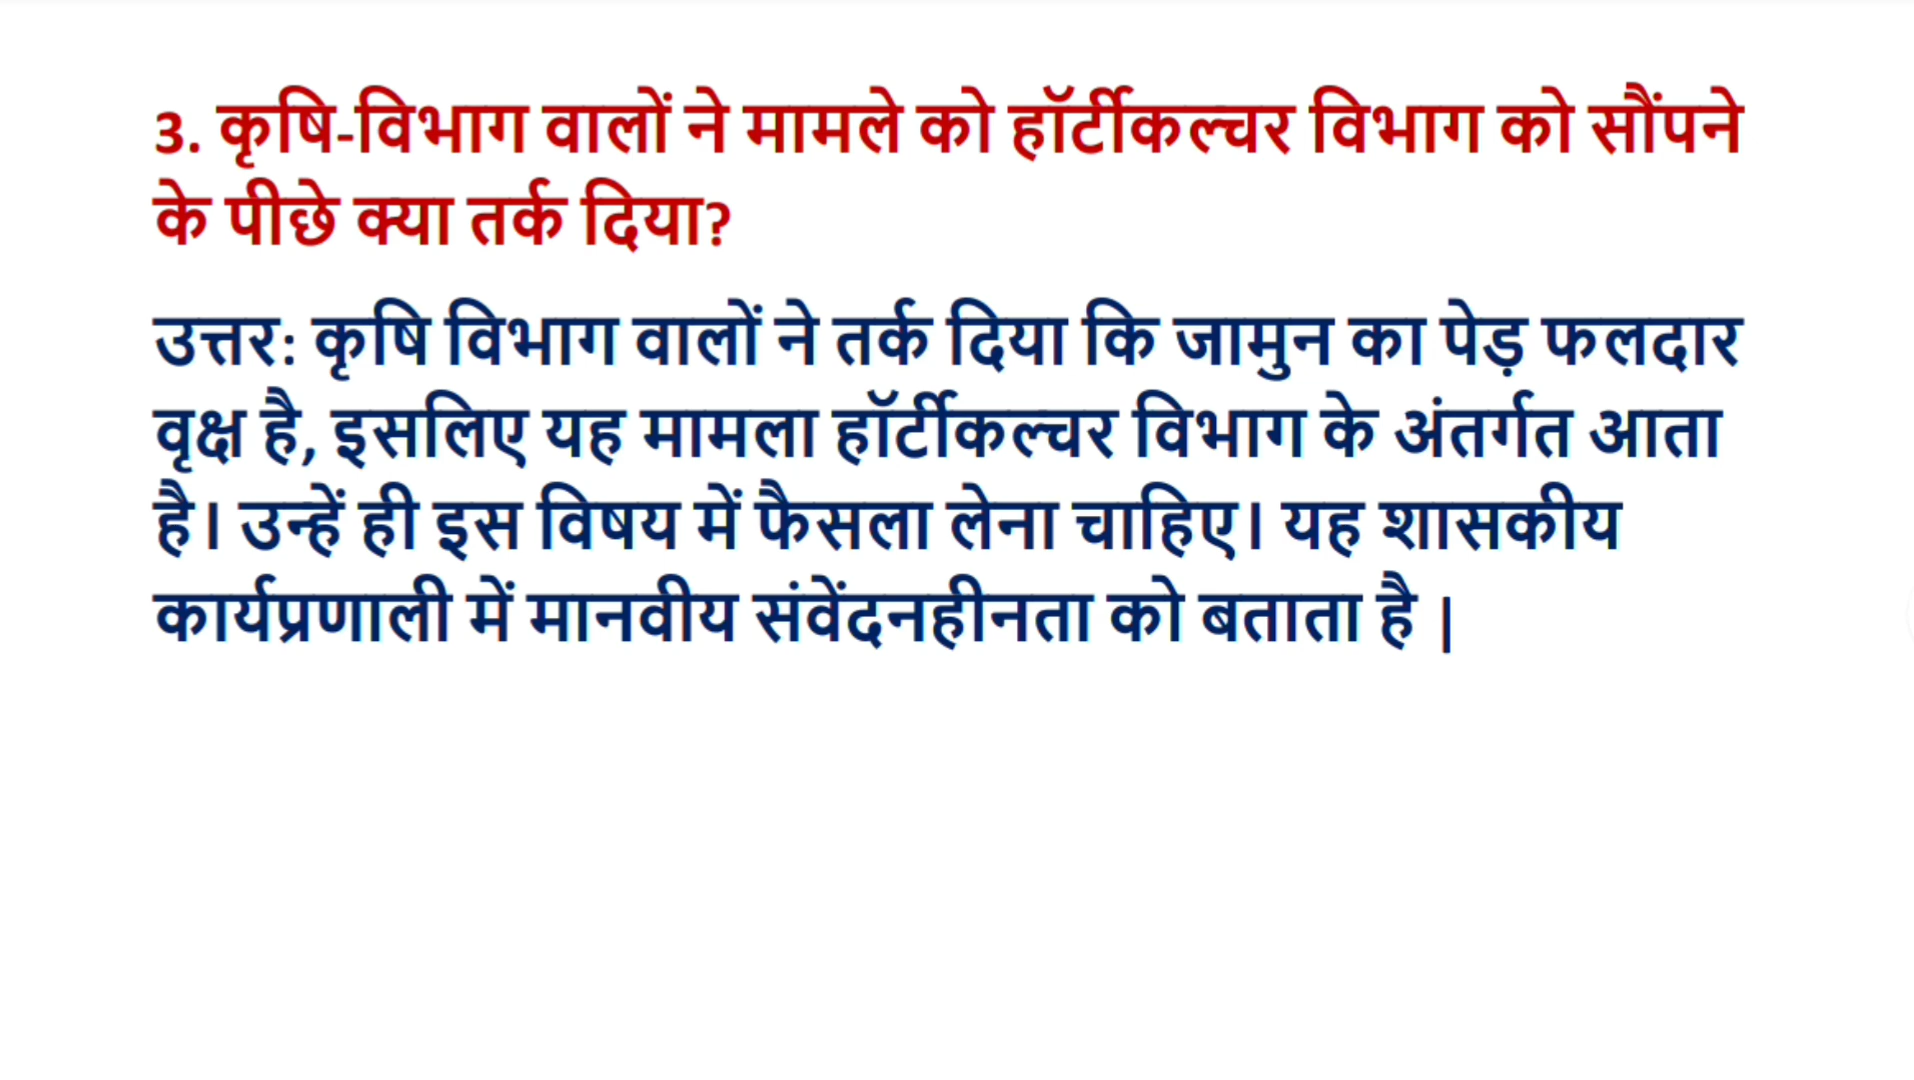 3. कृषि-विभाग वालों ने मामले को हॉर्टीकल्चर विभाग को सौंपने
के पीछे क्या तर्क दिया?
उत्तर: कृषि विभाग वालों ने तर्क दिया कि जामुन का पेड़ फलदार
वृक्ष है, इसलिए यह मामला हॉर्टीकल्चर विभाग के अंतर्गत आता
है। उन्हें ही इस विषय में फैसला लेना चाहिए। यह शासकीय
कार्यप्रणाली में मानवीय संवेंदनहीनता को बताता है |